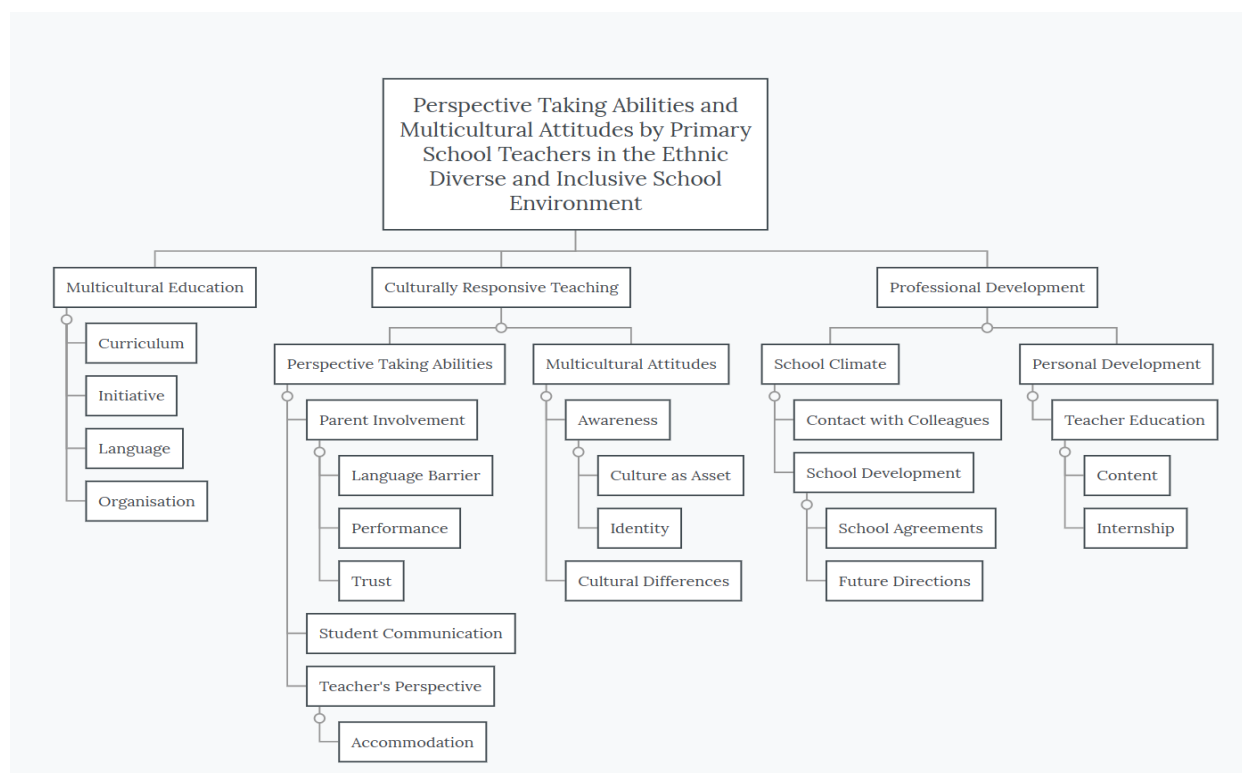 Perspective Taking Abilities and
Multicultural Attitudes by Primary
School Teachers in the Ethnic
Diverse and Inclusive School
Environment
Multicultural Education
Curriculum
Initiative
Language
Organisation
Culturally Responsive Teaching
Perspective Taking Abilities
Parent Involvement
Language Barrier
Performance
Trust
Student Communication
Teacher's Perspective
Accommodation
Multicultural Attitudes
Awareness
Culture as Asset
Identity
Cultural Differences
Professional Development
School Climate
Contact with Colleagues
School Development
School Agreements
Future Directions
Personal Development
Teacher Education
Content
Internship